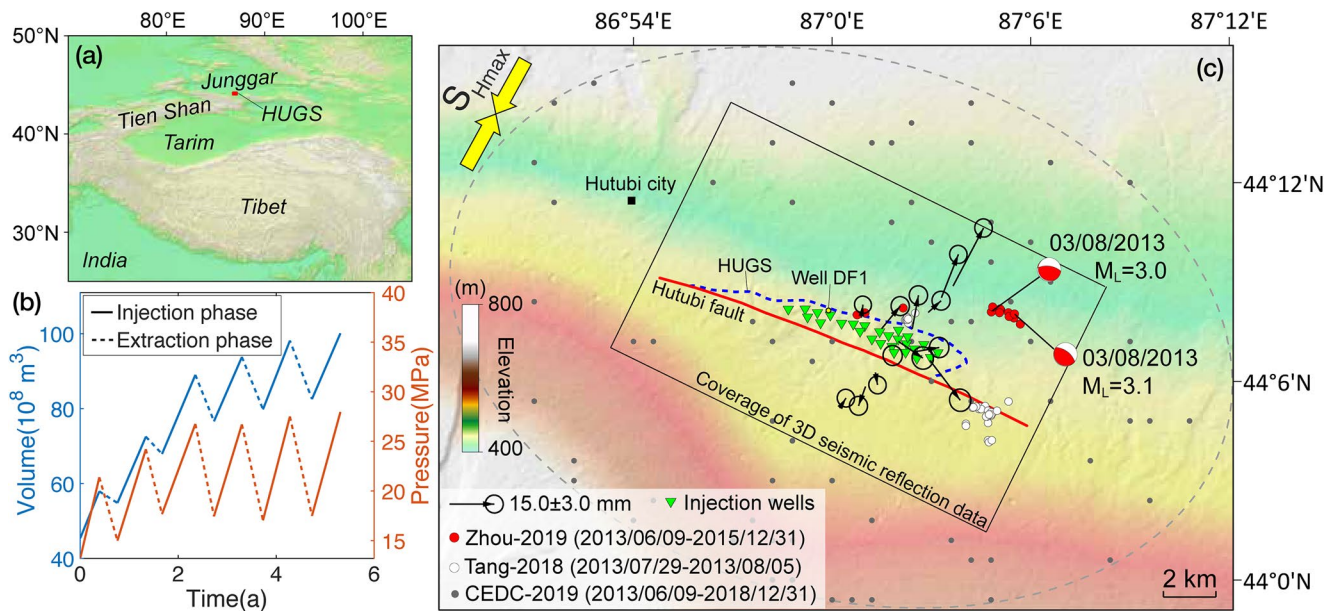 80°E 90°E 100°E
50°N
40°N
30°N
(a)
Junggar
Tien Shan
HUGS
Tarim
Tibet
India
(b)
Injection phase
Extraction phase
Volume(10⁸ m³)
100
80
60
40
Pressure(MPa)
40
35
30
25
20
15
0 2 4 6
Time(a)
86°54' 87°0' 87°6' 87°12'E
(c)
S Hmax
Hutubi city
HUGS
Well DF1
Hutubi fault
Coverage of 3D seismic reflection data
03/08/2013
M_L=3.0
03/08/2013
M_L=3.1
44°12'N
44°6'N
44°0'N
(m)
800
Elevation
400
15.0±3.0 mm
Injection wells
Zhou-2019 (2013/06/09-2015/12/31)
Tang-2018 (2013/07/29-2013/08/05)
CEDC-2019 (2013/06/09-2018/12/31)
2 km